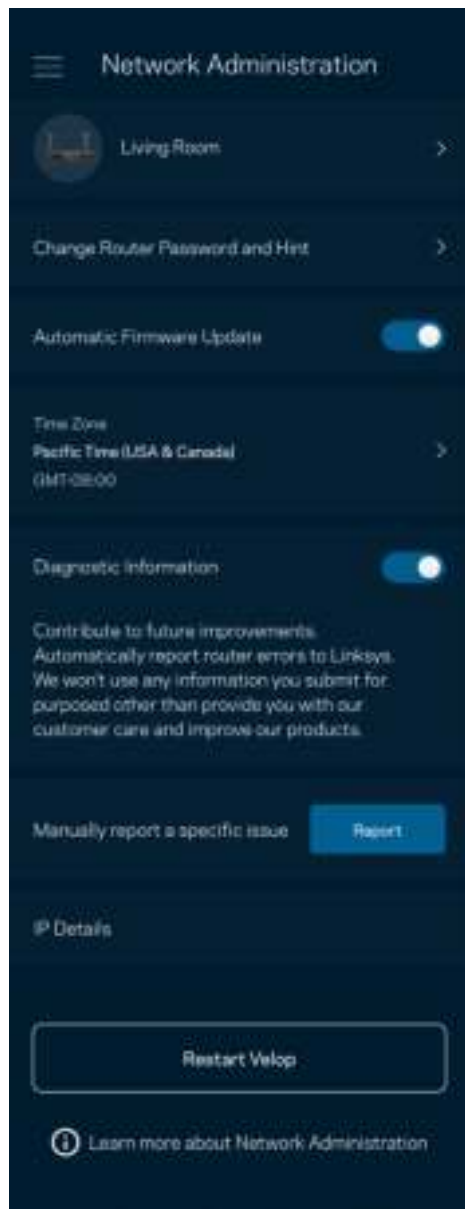 Network Administration
Living Room
Change Router Password and Hint
Automatic Firmware Update
Time Zone
Pacific Time (USA & Canada)
GMT-08:00
Diagnostic Information
Contribute to future improvements.
Automatically report router errors to Linksys.
We won't use any information you submit for
purposed other than provide you with our
customer care and improve our products.
Manually report a specific issue
Report
IP Details
Restart Velop
Learn more about Network Administration